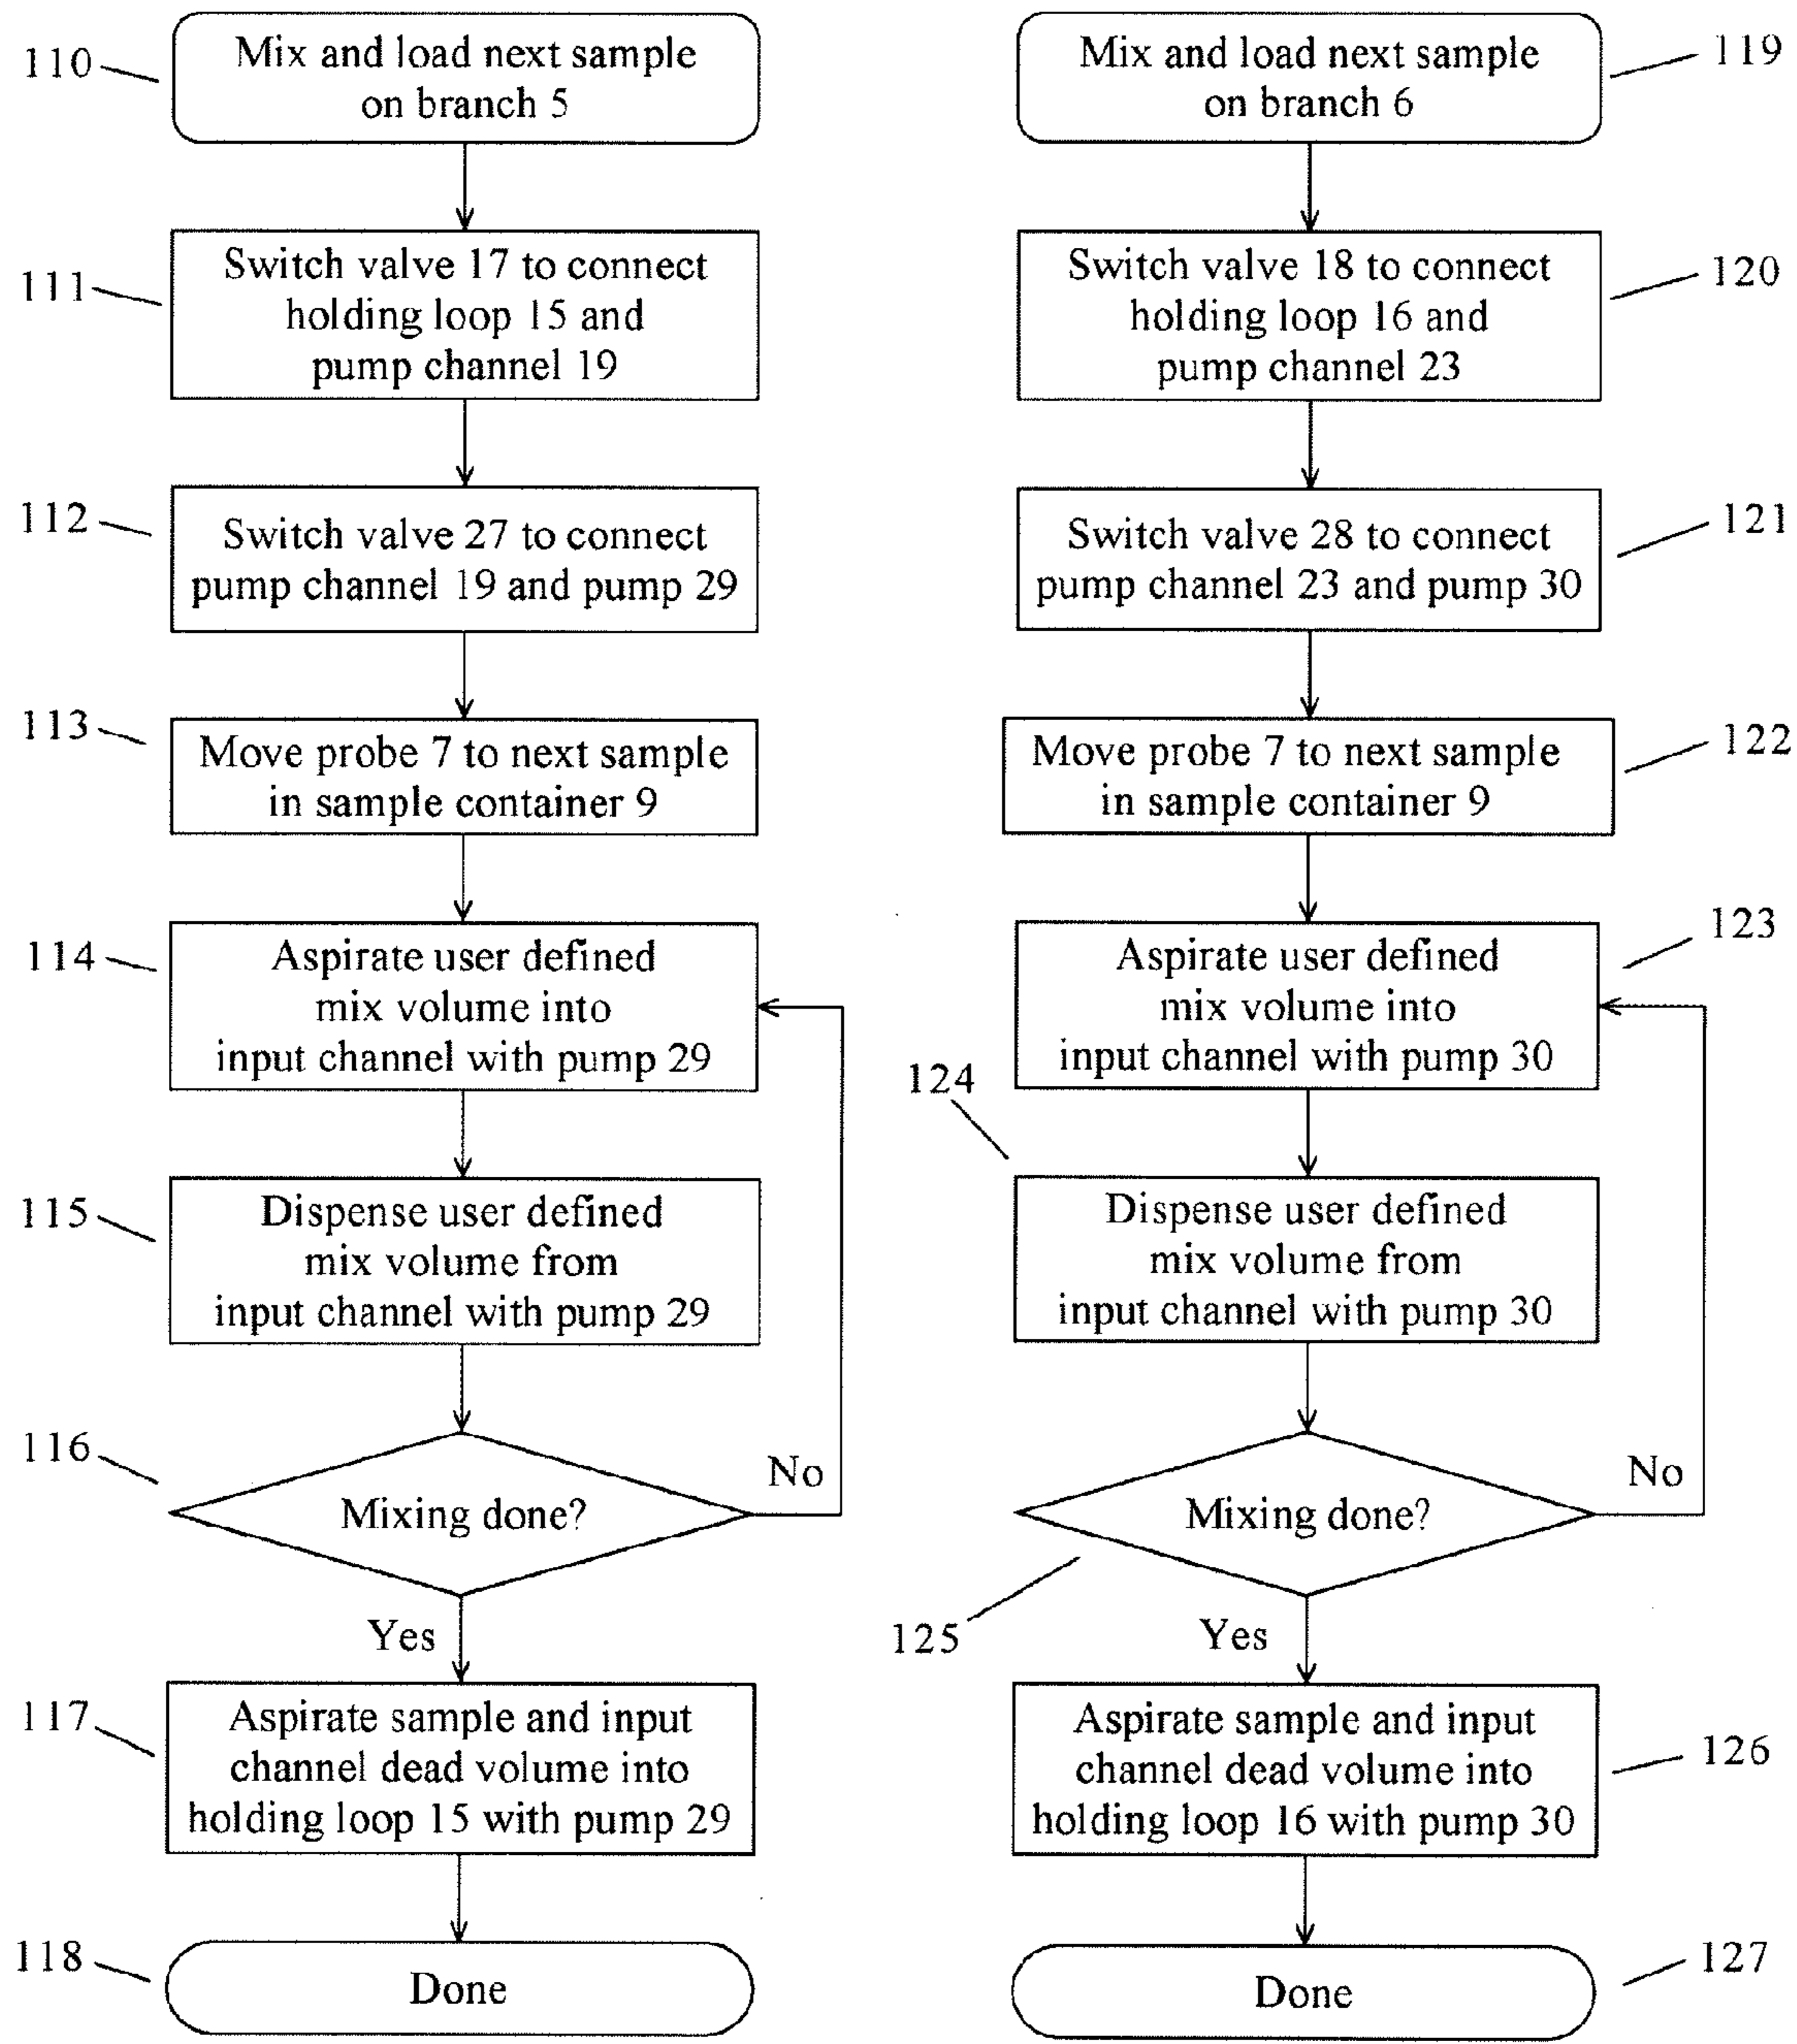 110
Mix and load next sample
on branch 5
111
Switch valve 17 to connect
holding loop 15 and
pump channel 19
112
Switch valve 27 to connect
pump channel 19 and pump 29
113
Move probe 7 to next sample
in sample container 9
114
Aspirate user defined
mix volume into
input channel with pump 29
115
Dispense user defined
mix volume from
input channel with pump 29
116
Mixing done?
No
Yes
117
Aspirate sample and input
channel dead volume into
holding loop 15 with pump 29
118
Done
119
Mix and load next sample
on branch 6
120
Switch valve 18 to connect
holding loop 16 and
pump channel 23
121
Switch valve 28 to connect
pump channel 23 and pump 30
122
Move probe 7 to next sample
in sample container 9
123
Aspirate user defined
mix volume into
input channel with pump 30
124
Dispense user defined
mix volume from
input channel with pump 30
125
Mixing done?
No
Yes
126
Aspirate sample and input
channel dead volume into
holding loop 16 with pump 30
127
Done